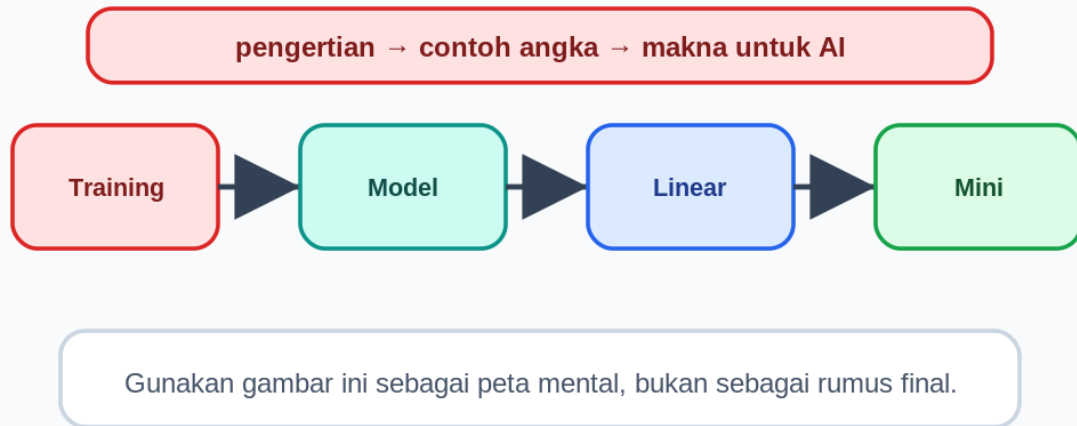 pengertian → contoh angka → makna untuk AI
Training
Model
Linear
Mini
Gunakan gambar ini sebagai peta mental, bukan sebagai rumus final.